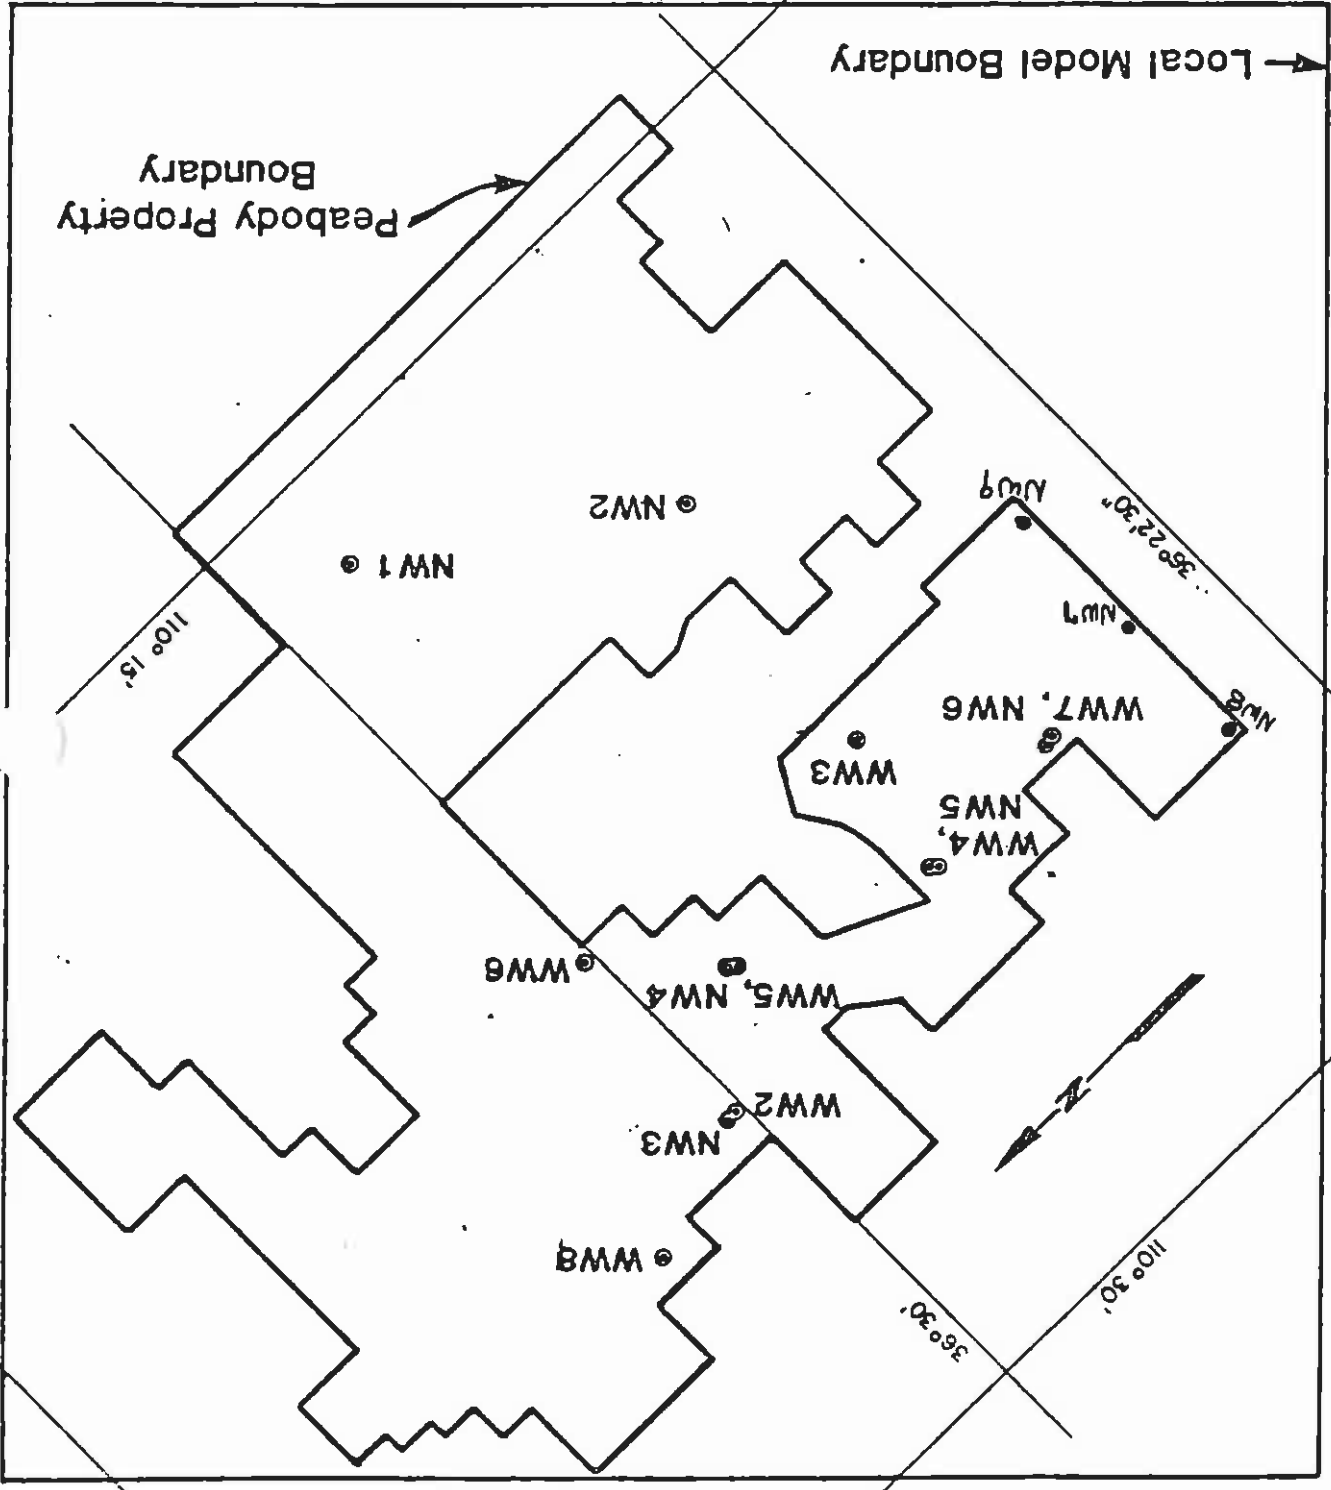 36°30'
110° 30'
WW8
NW3
WW2
N
WW5, NW4
WW6
WW4,
NW5
WW3
WW7, NW6
NW8
NW7
110° 15'
NW1
NW2
NW9
36° 22' 30"
Peabody Property
Boundary
Local Model Boundary